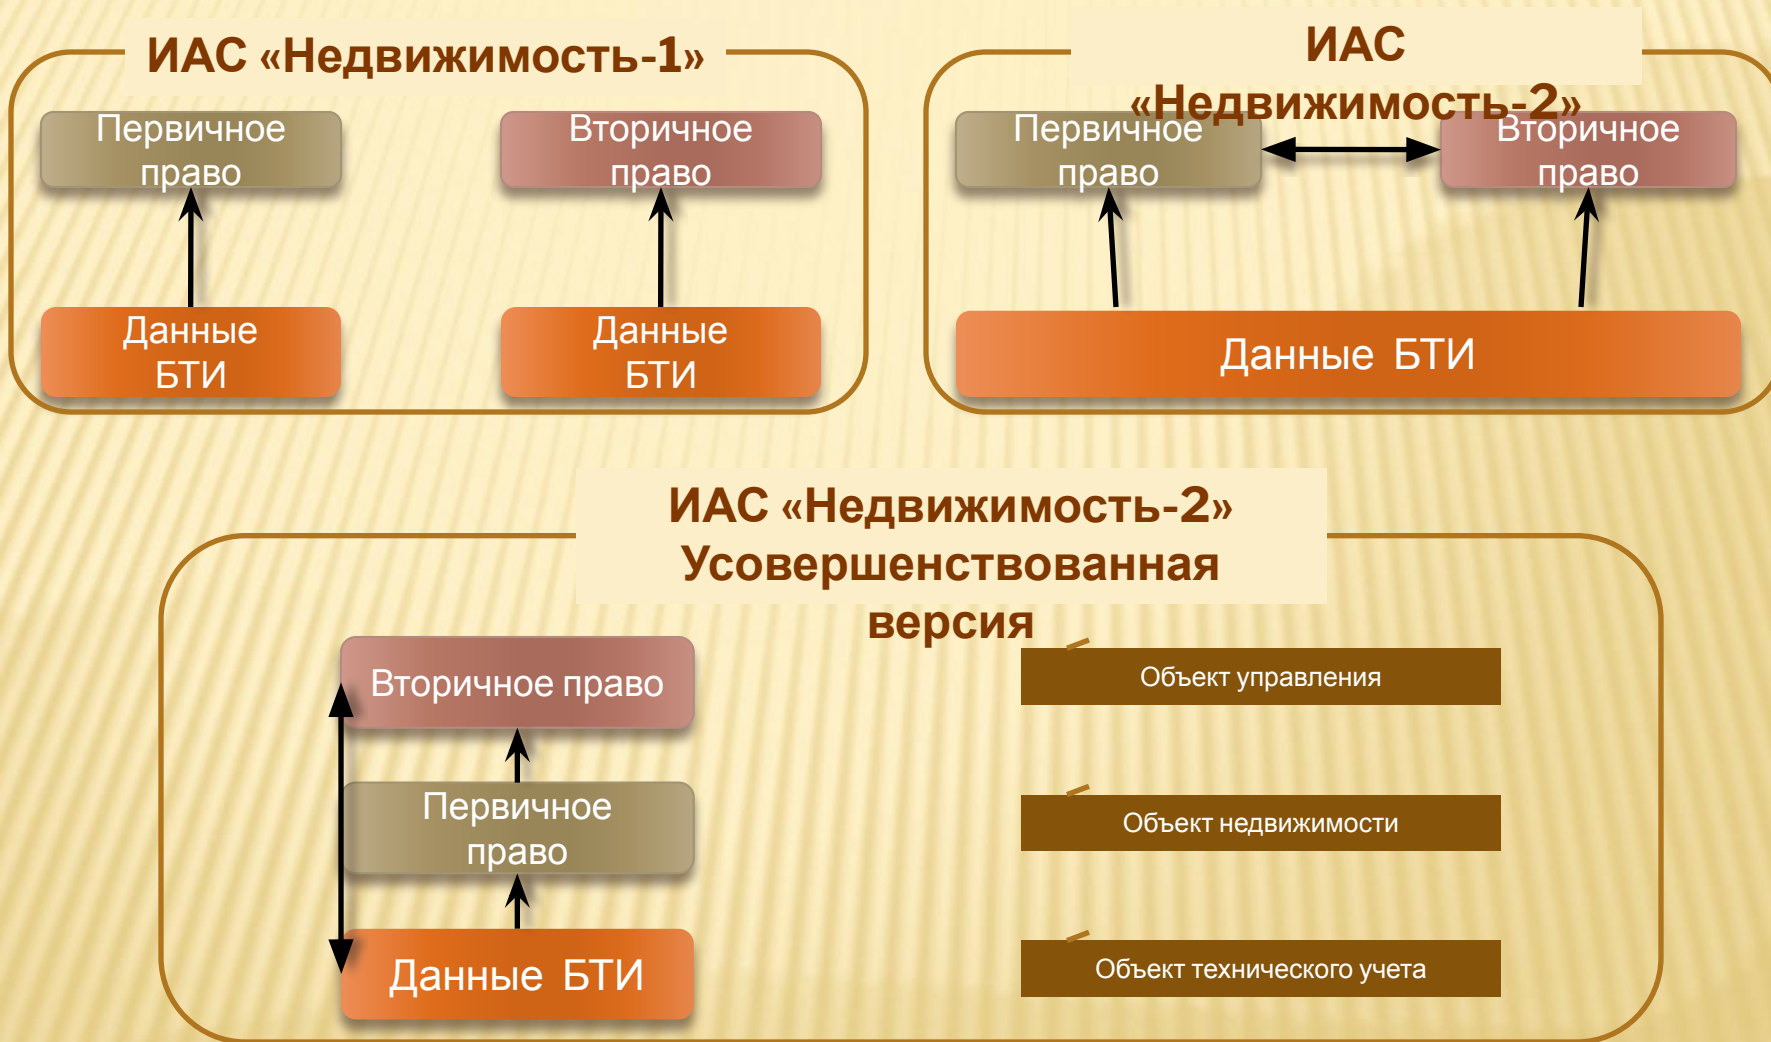 ИАС «Недвижимость-1»
Первичное
право
Вторичное
право
Данные
БТИ
Данные
БТИ
ИАС
«Недвижимость-2»
Первичное
право
Вторичное
право
Данные БТИ
ИАС «Недвижимость-2»
Усовершенствованная
версия
Вторичное право
Объект управления
Первичное
право
Объект недвижимости
Данные БТИ
Объект технического учета